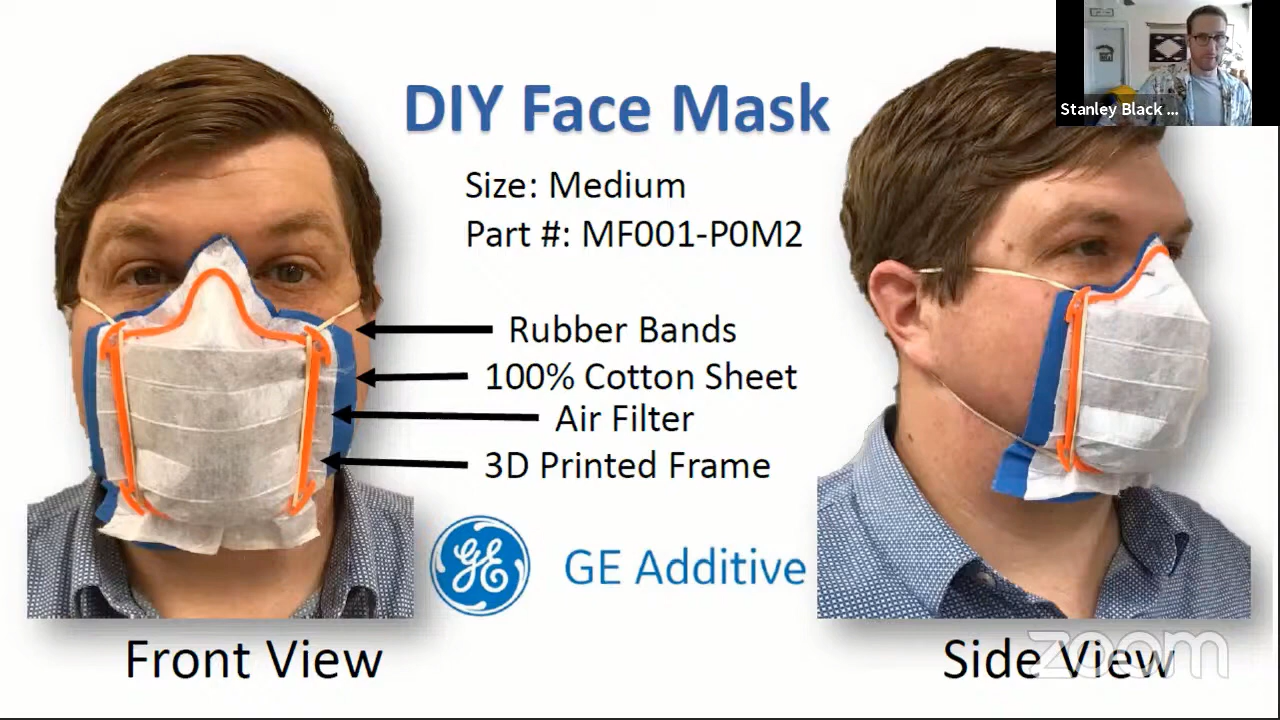 DIY Face Mask
Stanley Black ...
Size: Medium
Part #: MF001-P0M2
Rubber Bands
100% Cotton Sheet
Air Filter
3D Printed Frame
GE
GE Additive
Front View
Side View
zoom